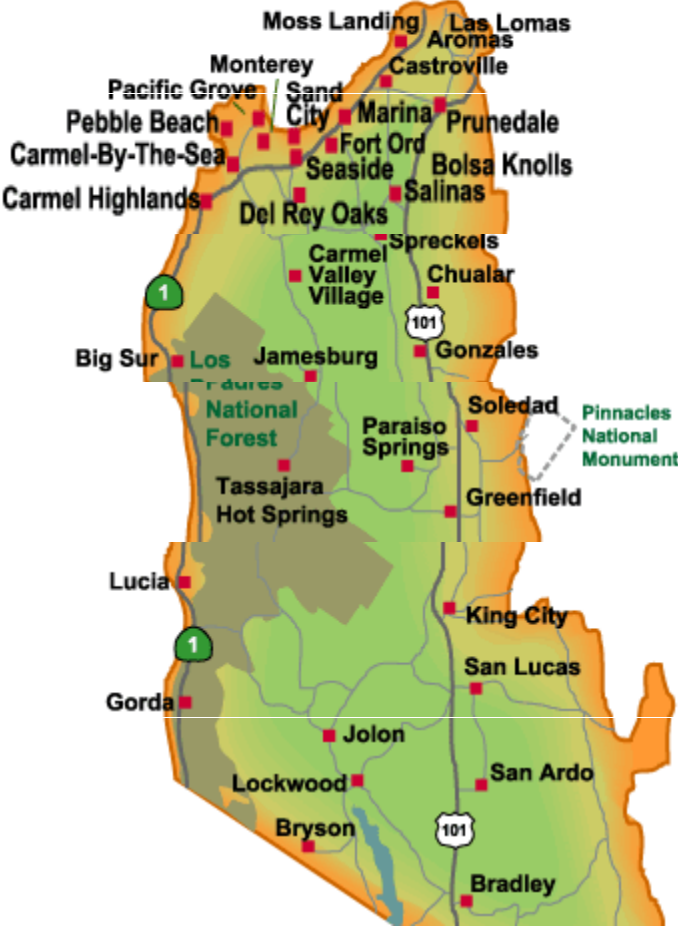 Moss Landing
Las Lomas
Aromas
Castroville
Monterey
Pacific Grove
Sand
City
Marina
Prunedale
Pebble Beach
Fort Ord
Carmel-By-The-Sea
Seaside
Bolsa Knolls
Carmel Highlands
Salinas
Del Rey Oaks
Spreckels
Carmel
Valley
Village
Chualar
1
101
Big Sur
Los
Padres
National
Forest
Jamesburg
Gonzales
Soledad
Pinnacles
National
Monument
Paraiso
Springs
Tassajara
Hot Springs
Greenfield
Lucia
King City
1
San Lucas
Gorda
Jolon
San Ardo
Lockwood
Bryson
101
Bradley